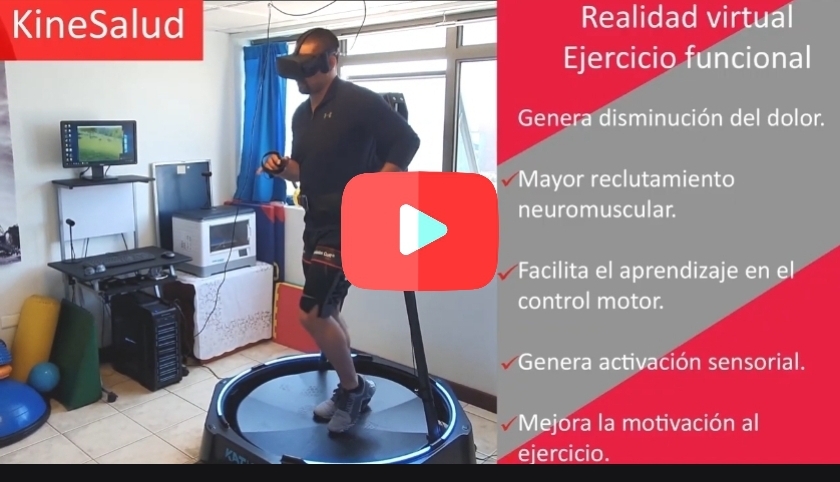 KineSalud
Realidad virtual
Ejercicio funcional
Genera disminución del dolor.
Mayor reclutamiento
neuromuscular.
Facilita el aprendizaje en el
control motor.
Genera activación sensorial.
Mejora la motivación al
ejercicio.